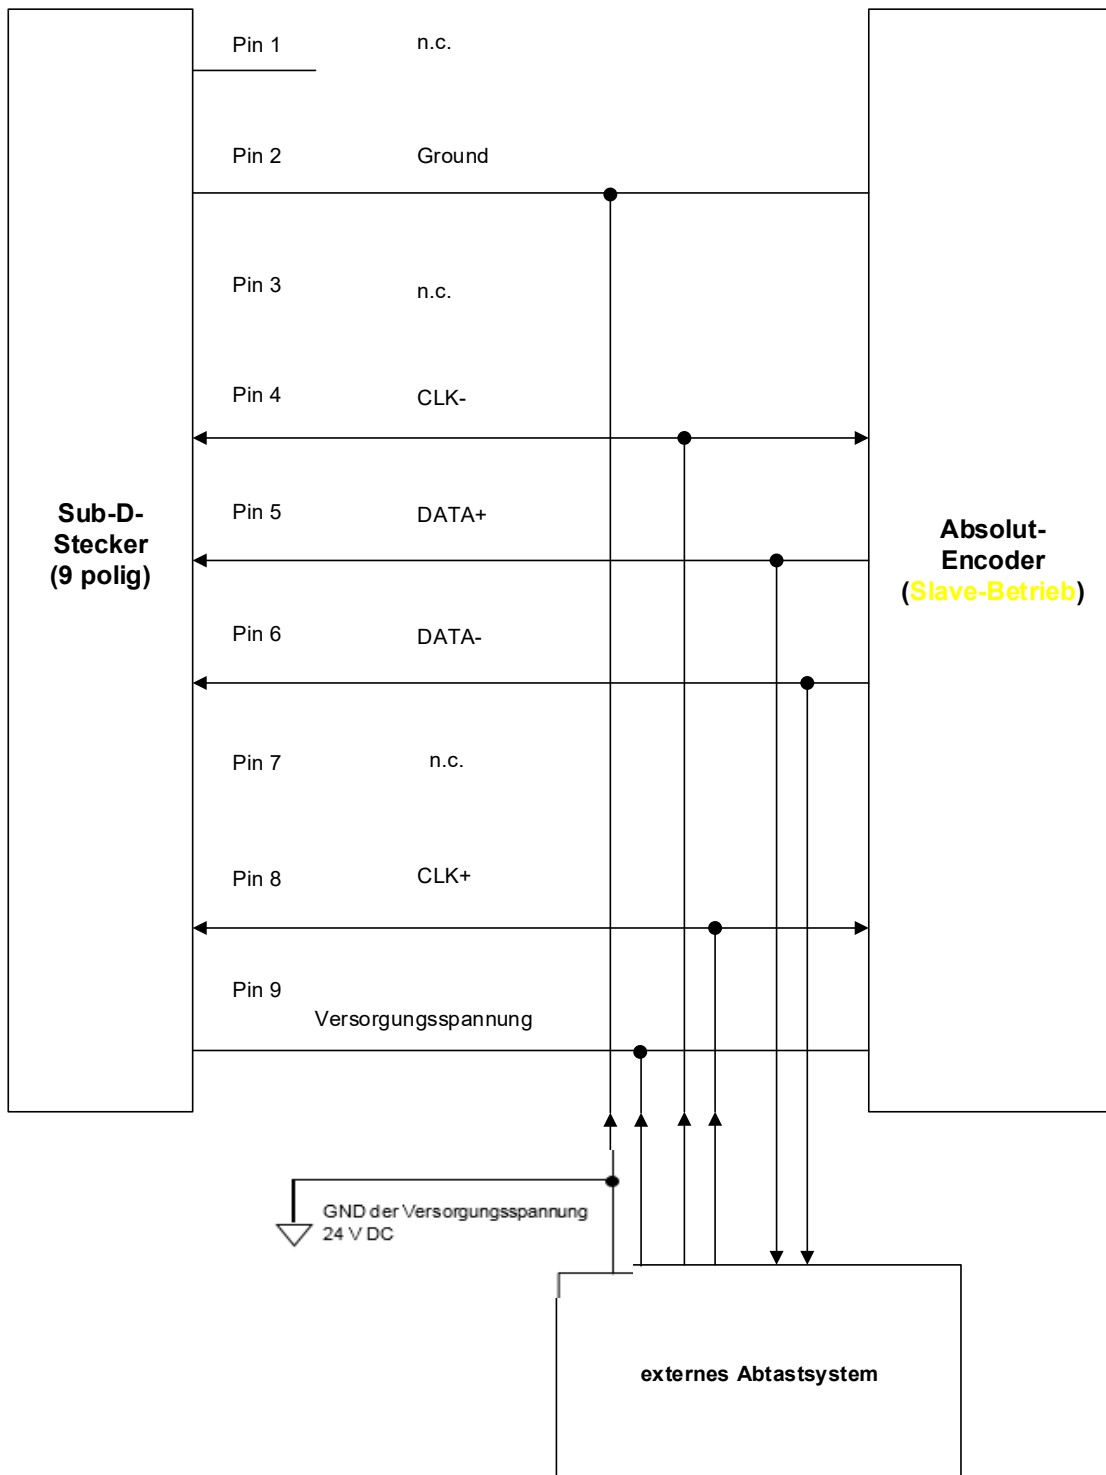 Pin 1
n.c.
Pin 2
Ground
Pin 3
n.c.
Pin 4
CLK-
Sub-D-
Stecker
(9 polig)
Pin 5
DATA+
Absolut-
Encoder
(Slave-Betrieb)
Pin 6
DATA-
Pin 7
n.c.
Pin 8
CLK+
Pin 9
Versorgungsspannung
GND der Versorgungsspannung
24 V DC
externes Abtastsystem